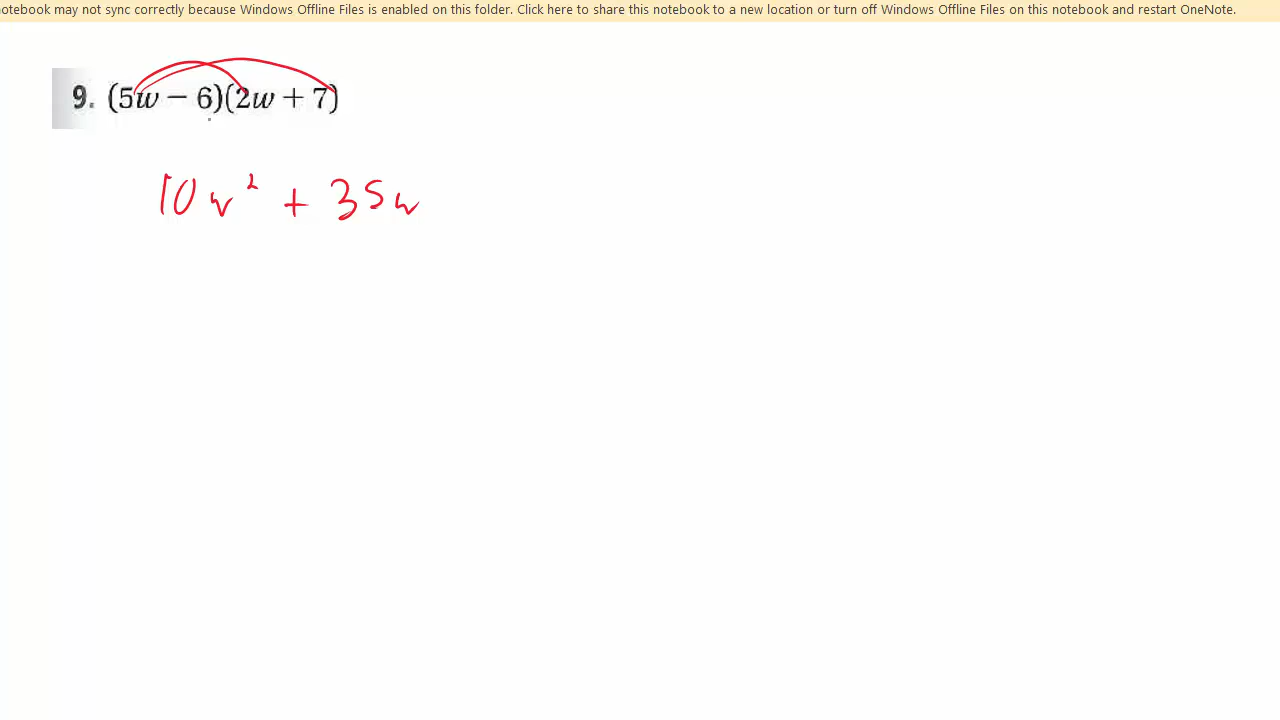 otebook may not sync correctly because Windows Offline Files is enabled on this folder. Click here to share this notebook to a new location or turn off Windows Offline Files on this notebook and restart OneNote.
9. (5w − 6)(2w + 7)
10w² + 35w